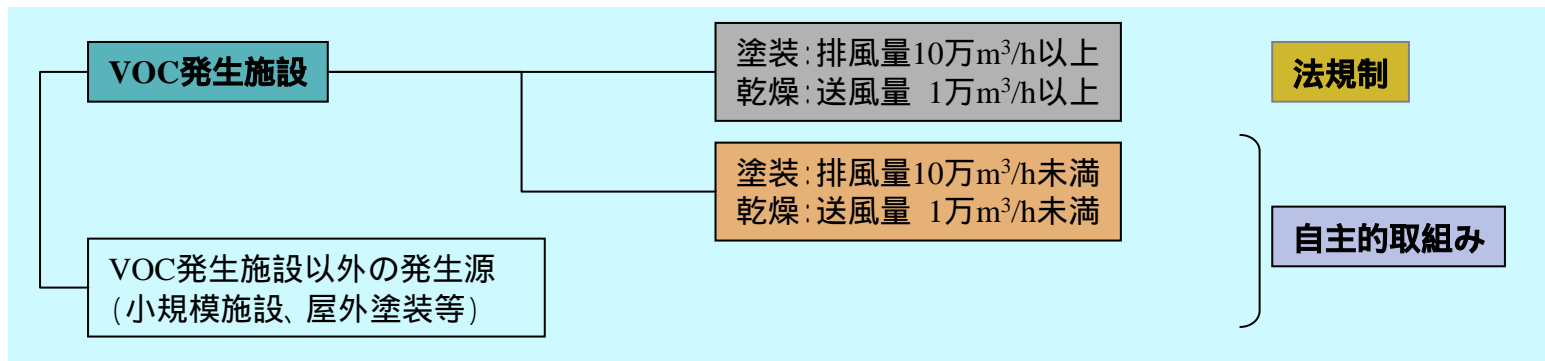 VOC発生施設
塗装:排風量10万m³/h以上
乾燥:送風量 1万m³/h以上
法規制
塗装:排風量10万m³/h未満
乾燥:送風量 1万m³/h未満
自主的取組み
VOC発生施設以外の発生源
(小規模施設、屋外塗装等)